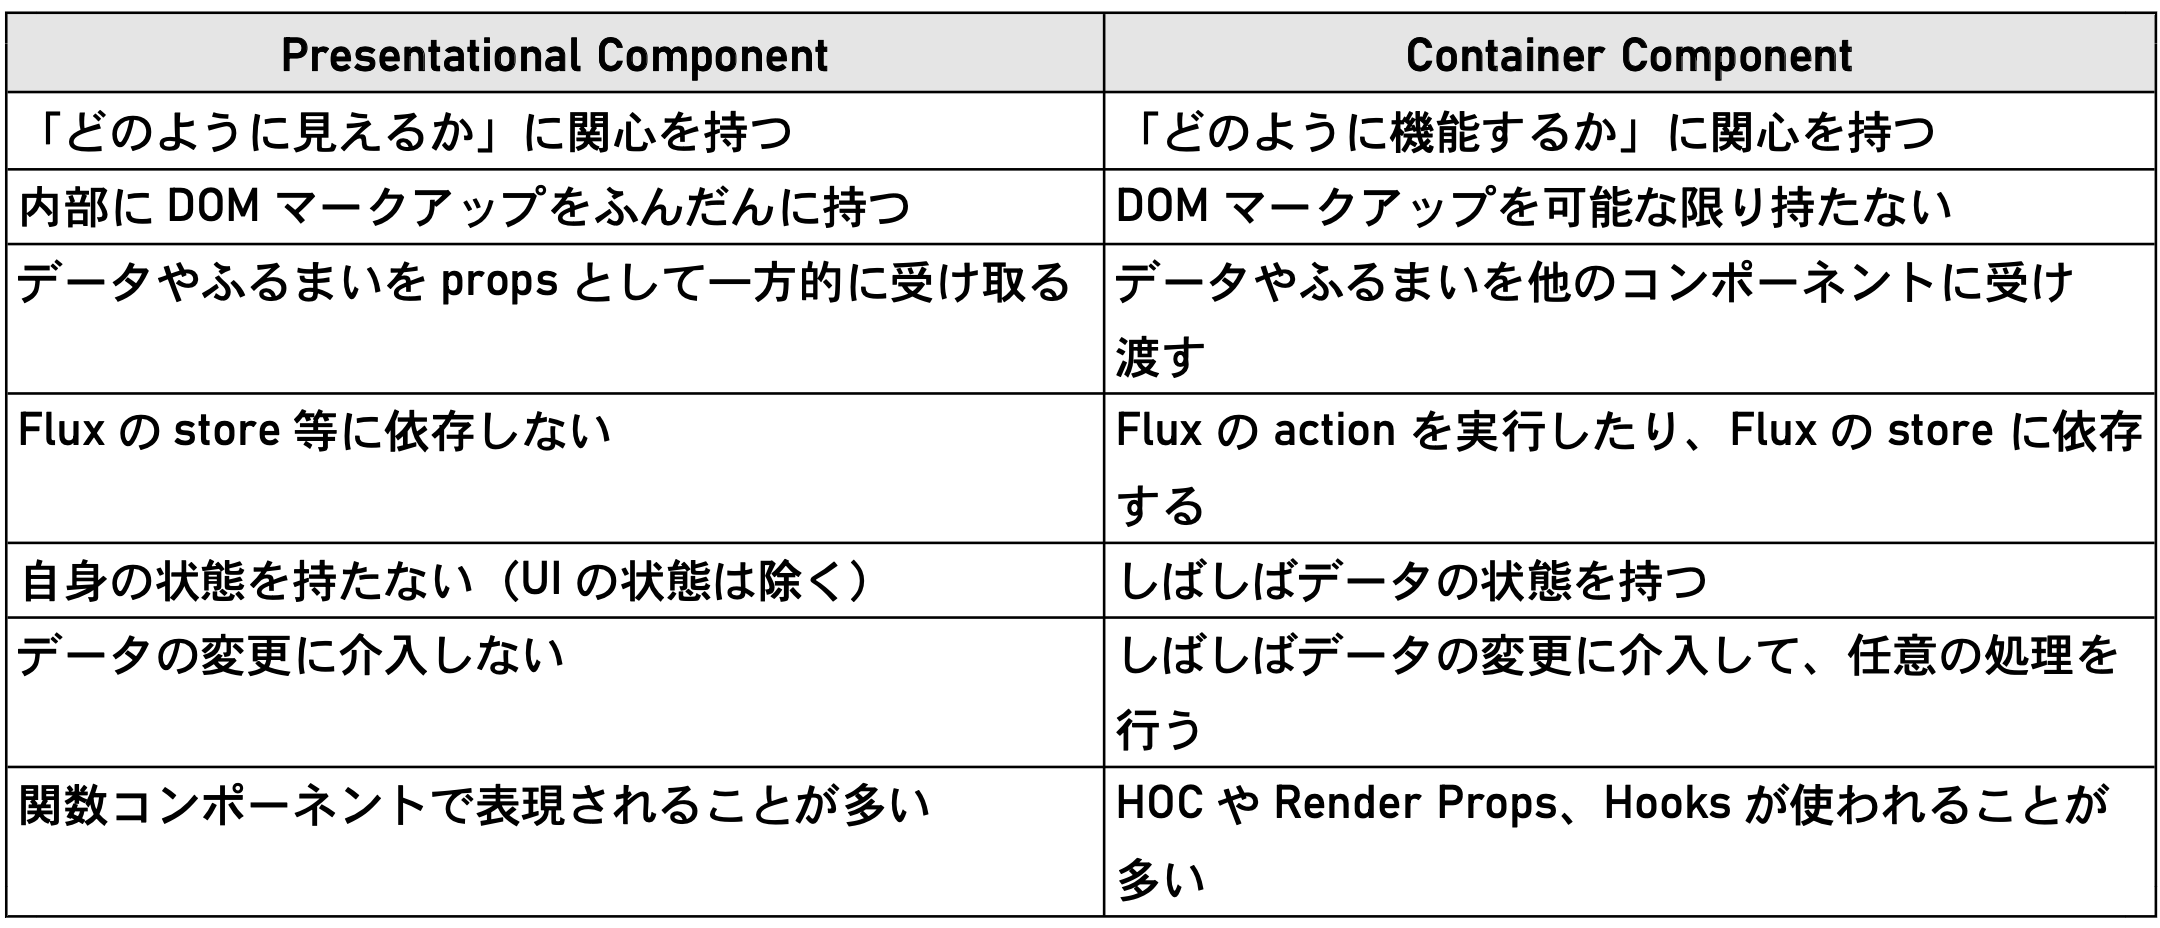 Presentational Component
Container Component
「どのように見えるか」に関心を持つ
「どのように機能するか」に関心を持つ
内部に DOM マークアップをふんだんに持つ
DOM マークアップを可能な限り持たない
データやふるまいを props として一方的に受け取る
データやふるまいを他のコンポーネントに受け
渡す
Flux の store 等に依存しない
Flux の action を実行したり、Flux の store に依存
する
自身の状態を持たない（UI の状態は除く）
しばしばデータの状態を持つ
データの変更に介入しない
しばしばデータの変更に介入して、任意の処理を
行う
関数コンポーネントで表現されることが多い
HOC や Render Props、Hooks が使われることが
多い